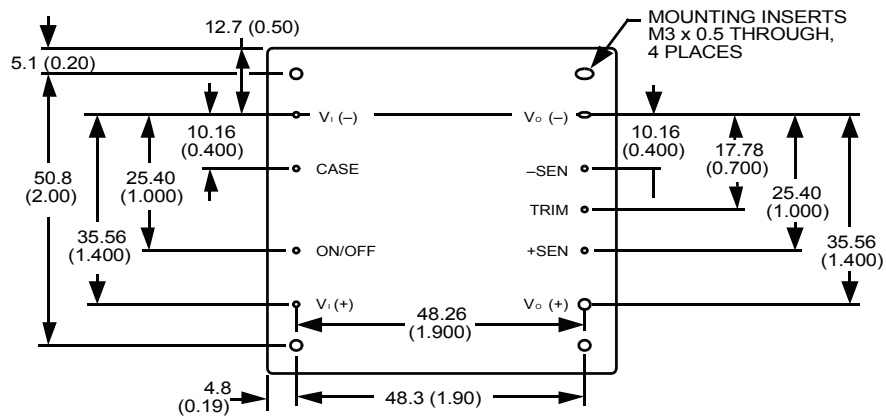 12.7 (0.50)
MOUNTING INSERTS
M3 x 0.5 THROUGH,
4 PLACES
5.1 (0.20)
VI (–)
VO (–)
10.16
(0.400)
10.16
(0.400)
17.78
(0.700)
CASE
–SEN
50.8
(2.00)
25.40
(1.000)
TRIM
25.40
(1.000)
35.56
(1.400)
ON/OFF
+SEN
35.56
(1.400)
VI (+)
VO (+)
48.26
(1.900)
4.8
(0.19)
48.3 (1.90)